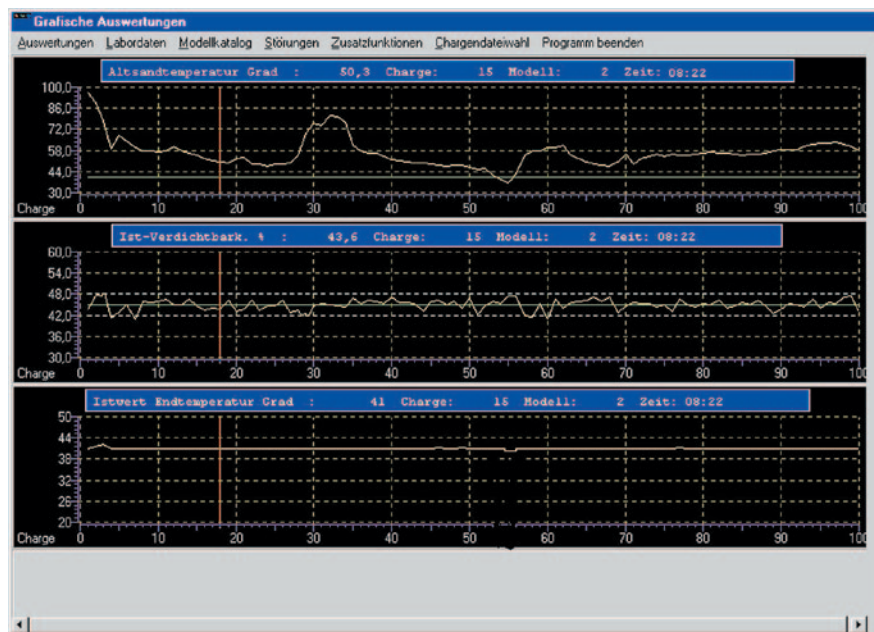 Grafische Auswertungen
Auswertungen Labordaten Modellkatalog Störungen Zusatzfunktionen Chargendateiwahl Programm beenden
Altsandtemperatur Grad : 50,3 Charge: 15 Modell: 2 Zeit: 08:22
100,0
86,0
72,0
58,0
44,0
30,0
Charge 0 10 20 30 40 50 60 70 80 90 100
Ist-Verdichtbark. % : 43,6 Charge: 15 Modell: 2 Zeit: 08:22
60,0
54,0
48,0
42,0
36,0
30,0
Charge 0 10 20 30 40 50 60 70 80 90 100
Istwert Endtemperatur Grad : 41 Charge: 15 Modell: 2 Zeit: 08:22
50
44
38
32
26
20
Charge 0 10 20 30 40 50 60 70 80 90 100